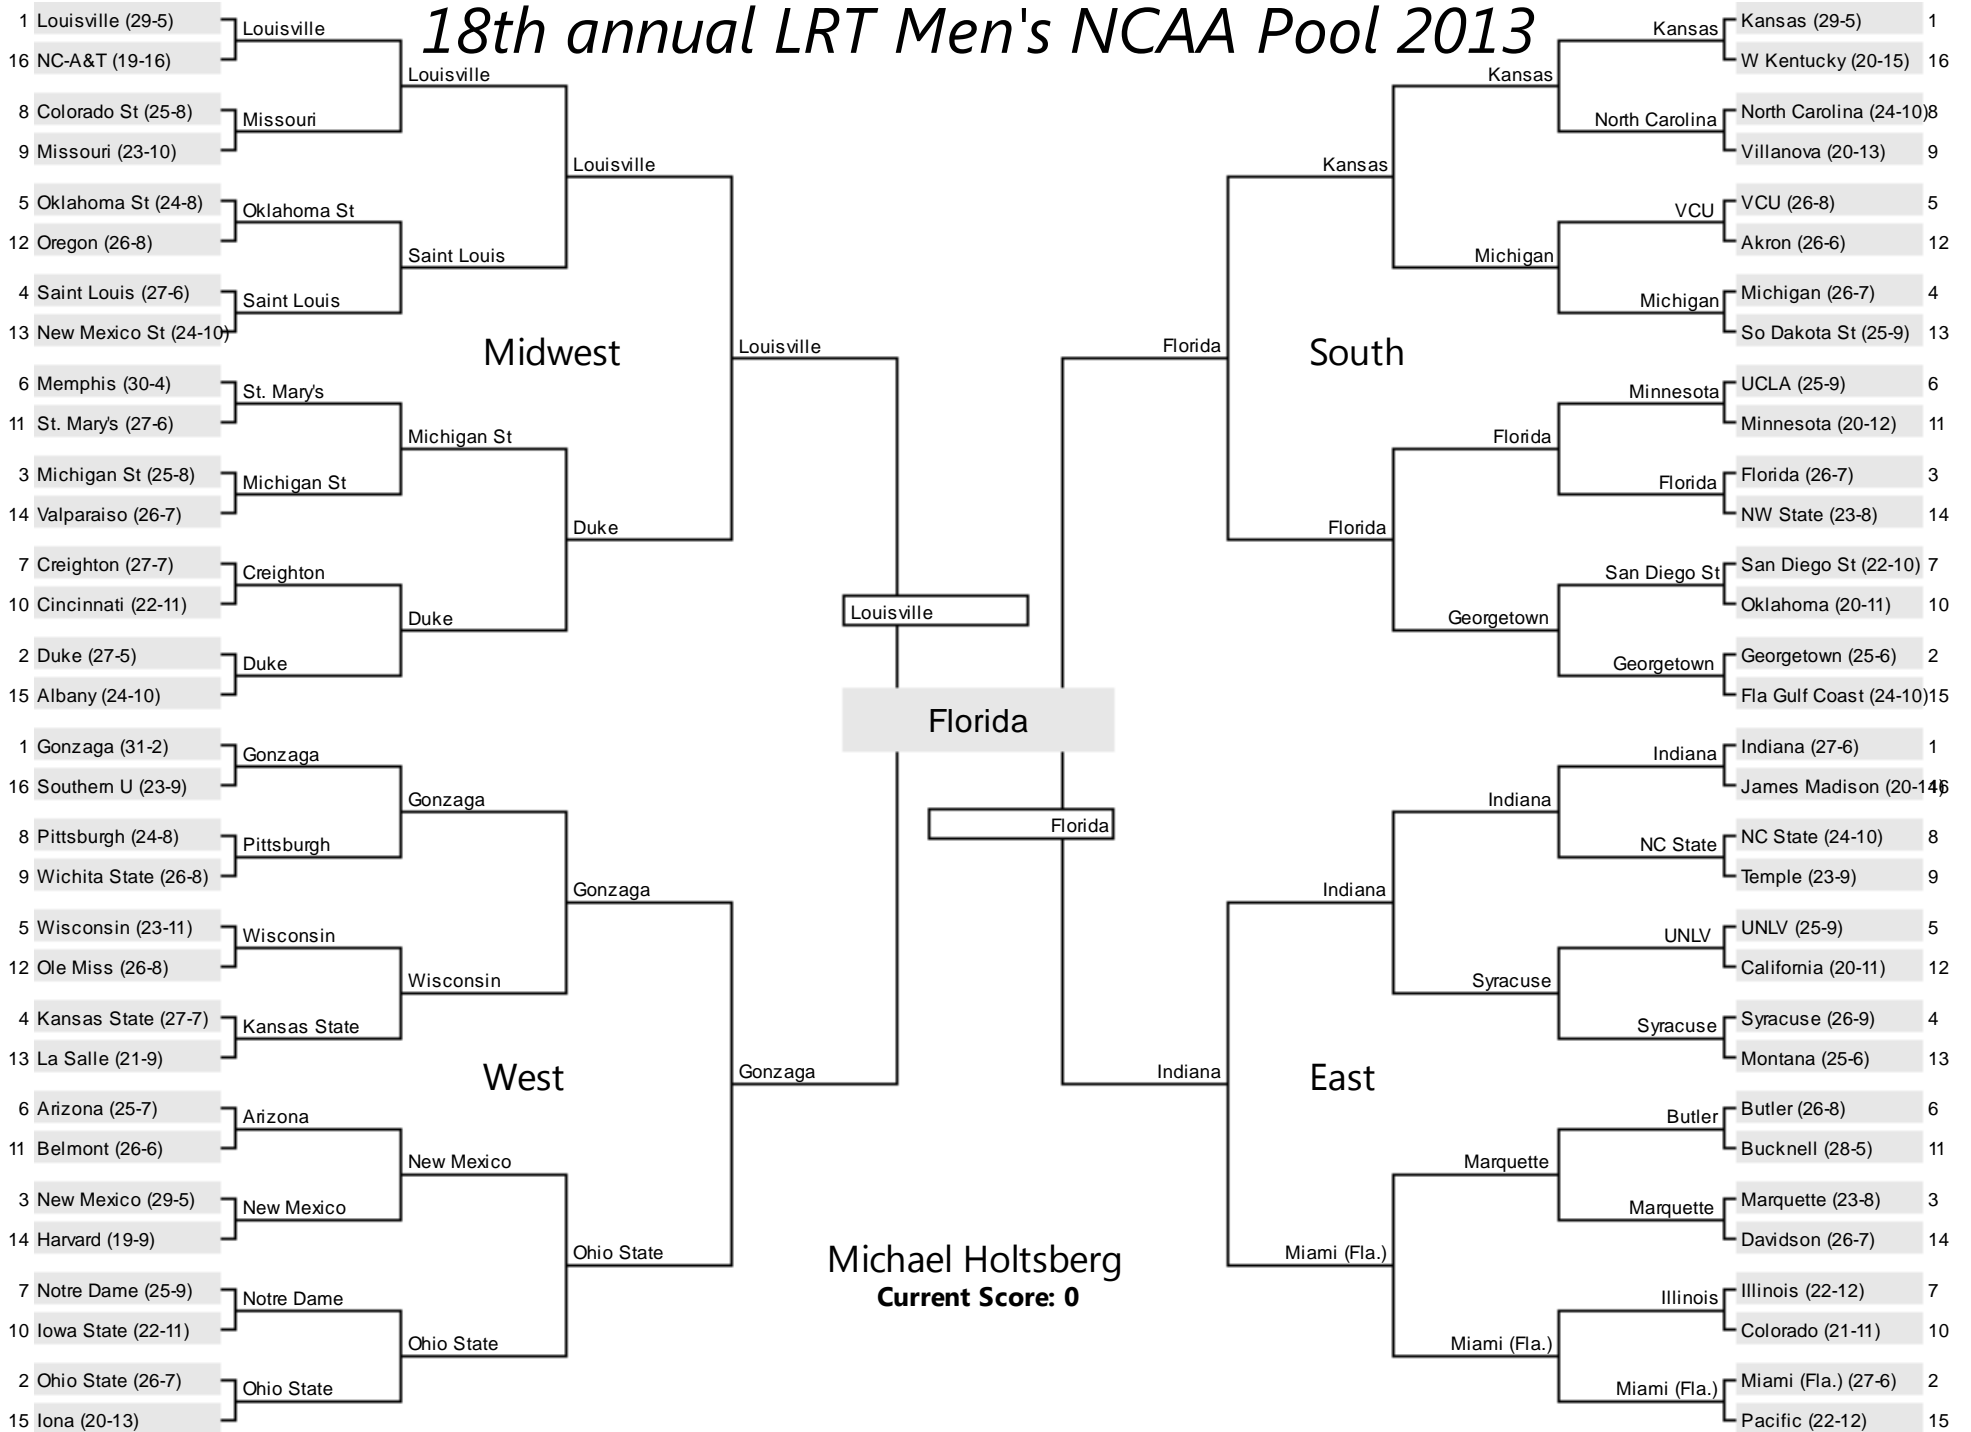 18th annual LRT Men's NCAA Pool 2013
1 Louisville (29-5)
16 NC-A&T (19-16)
8 Colorado St (25-8)
9 Missouri (23-10)
5 Oklahoma St (24-8)
12 Oregon (26-8)
4 Saint Louis (27-6)
13 New Mexico St (24-10)
6 Memphis (30-4)
11 St. Mary's (27-6)
3 Michigan St (25-8)
14 Valparaiso (26-7)
7 Creighton (27-7)
10 Cincinnati (22-11)
2 Duke (27-5)
15 Albany (24-10)
1 Gonzaga (31-2)
16 Southern U (23-9)
8 Pittsburgh (24-8)
9 Wichita State (26-8)
5 Wisconsin (23-11)
12 Ole Miss (26-8)
4 Kansas State (27-7)
13 La Salle (21-9)
6 Arizona (25-7)
11 Belmont (26-6)
3 New Mexico (29-5)
14 Harvard (19-9)
7 Notre Dame (25-9)
10 Iowa State (22-11)
2 Ohio State (26-7)
15 Iona (20-13)
Louisville
Missouri
Oklahoma St
Saint Louis
St. Mary's
Michigan St
Creighton
Duke
Gonzaga
Pittsburgh
Wisconsin
Kansas State
Arizona
New Mexico
Notre Dame
Ohio State
Louisville
Saint Louis
Michigan St
Duke
Gonzaga
Wisconsin
New Mexico
Ohio State
Louisville
Duke
Gonzaga
Ohio State
Midwest
West
Louisville
Gonzaga
Louisville
Florida
Florida
Michael Holtsberg
Current Score: 0
Florida
Indiana
South
East
Kansas
Florida
Indiana
Miami (Fla.)
Kansas
Michigan
Florida
Georgetown
Indiana
Syracuse
Marquette
Miami (Fla.)
Kansas
North Carolina
VCU
Michigan
Minnesota
Florida
San Diego St
Georgetown
Indiana
NC State
UNLV
Syracuse
Butler
Marquette
Illinois
Miami (Fla.)
Kansas (29-5) 1
W Kentucky (20-15) 16
North Carolina (24-10) 8
Villanova (20-13) 9
VCU (26-8) 5
Akron (26-6) 12
Michigan (26-7) 4
So Dakota St (25-9) 13
UCLA (25-9) 6
Minnesota (20-12) 11
Florida (26-7) 3
NW State (23-8) 14
San Diego St (22-10) 7
Oklahoma (20-11) 10
Georgetown (25-6) 2
Fla Gulf Coast (24-10) 15
Indiana (27-6) 1
James Madison (20-14) 16
NC State (24-10) 8
Temple (23-9) 9
UNLV (25-9) 5
California (20-11) 12
Syracuse (26-9) 4
Montana (25-6) 13
Butler (26-8) 6
Bucknell (28-5) 11
Marquette (23-8) 3
Davidson (26-7) 14
Illinois (22-12) 7
Colorado (21-11) 10
Miami (Fla.) (27-6) 2
Pacific (22-12) 15